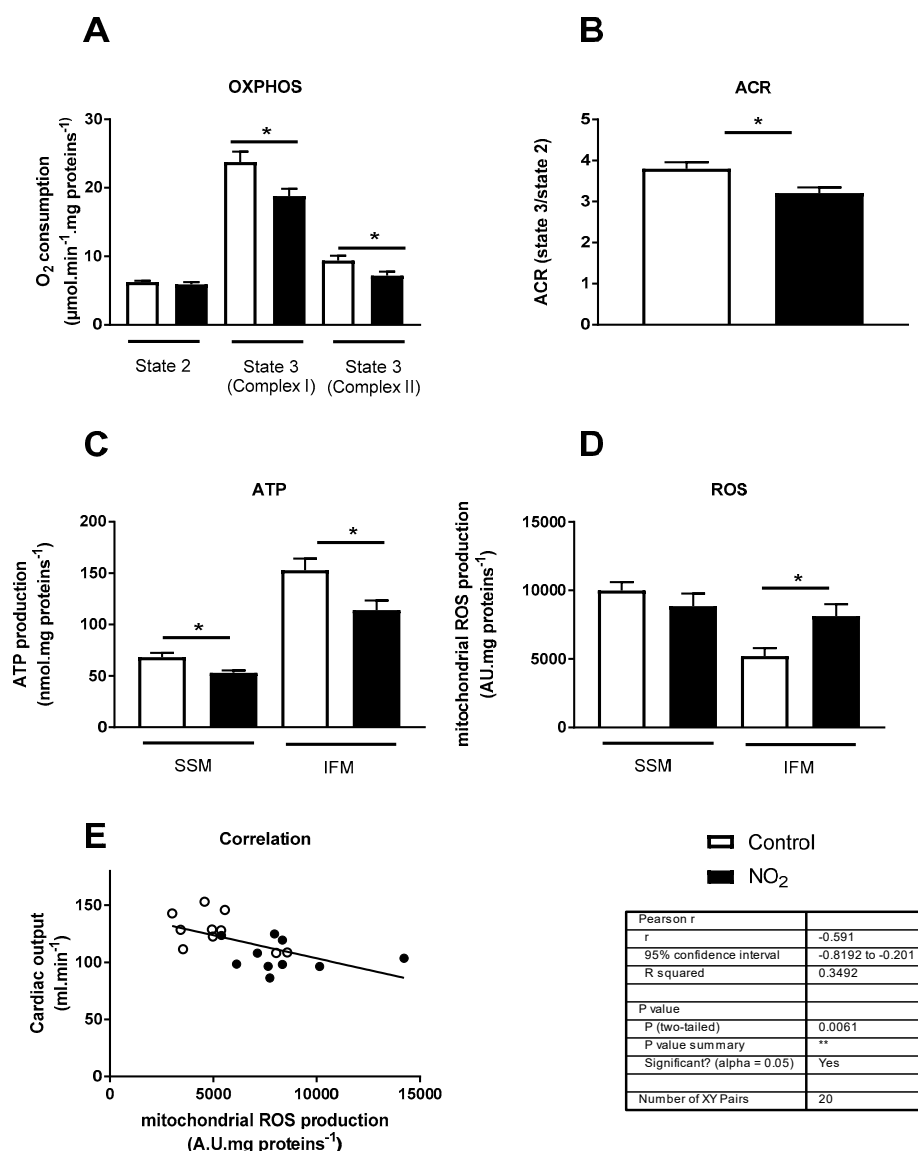 A
OXPHOS
O₂ consumption
(µmol.min⁻¹.mg proteins⁻¹)
30
20
10
0
*
*
State 2
State 3
(Complex I)
State 3
(Complex II)
B
ACR
ACR (state 3/state 2)
5
4
3
2
1
0
*
C
ATP
ATP production
(nmol.mg proteins⁻¹)
200
150
100
50
0
*
*
SSM
IFM
D
ROS
mitochondrial ROS production
(AU.mg proteins⁻¹)
15000
10000
5000
0
*
SSM
IFM
E
Correlation
Cardiac output
(ml.min⁻¹)
150
100
50
0
0 5000 10000 15000
mitochondrial ROS production
(A.U.mg proteins⁻¹)
Control
NO₂
Pearson r
r -0.591
95% confidence interval -0.8192 to -0.201
R squared 0.3492
P value
P (two-tailed) 0.0061
P value summary **
Significant? (alpha = 0.05) Yes
Number of XY Pairs 20